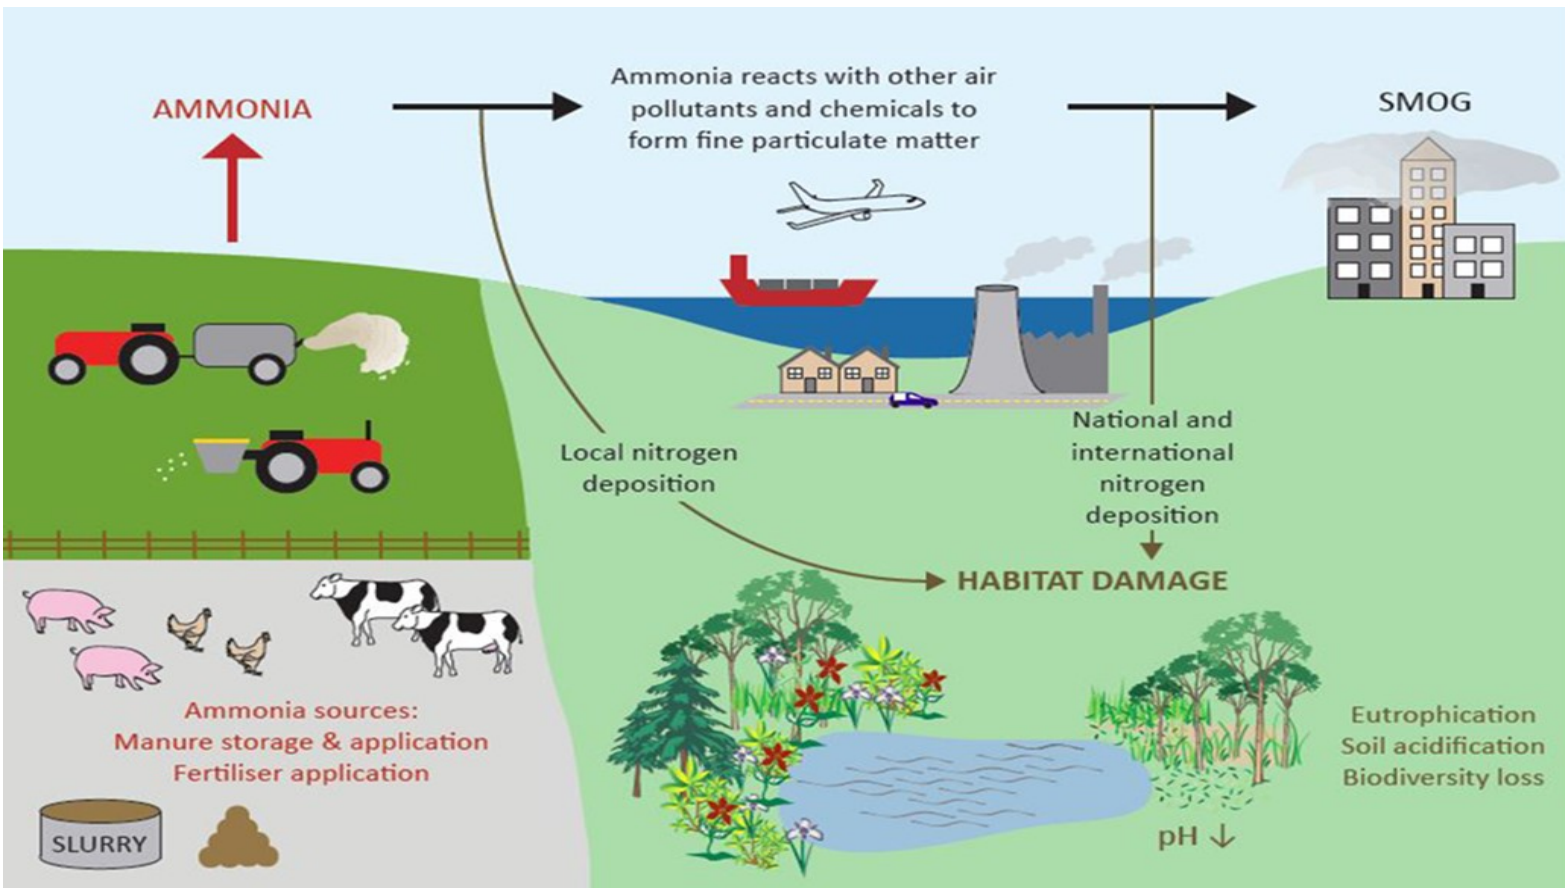 AMMONIA
Ammonia reacts with other air
pollutants and chemicals to
form fine particulate matter
SMOG
Local nitrogen
deposition
National and
international
nitrogen
deposition
HABITAT DAMAGE
Ammonia sources:
Manure storage & application
Fertiliser application
SLURRY
Eutrophication
Soil acidification
Biodiversity loss
pH ↓